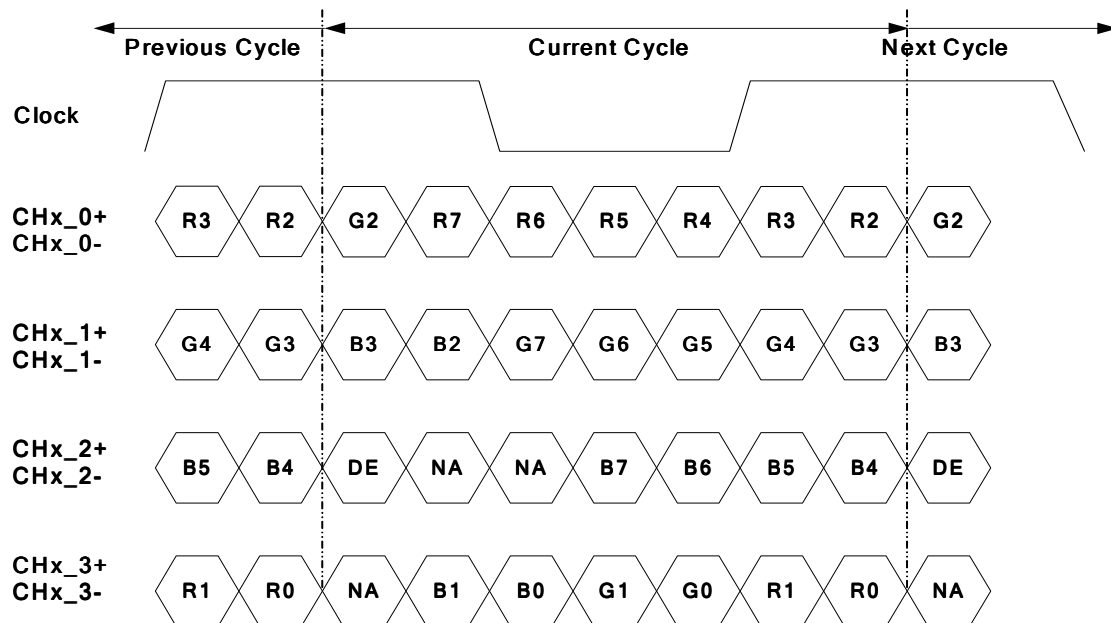 Previous Cycle Current Cycle Next Cycle
Clock
CHx_0+
CHx_0-
R3 R2 G2 R7 R6 R5 R4 R3 R2 G2
CHx_1+
CHx_1-
G4 G3 B3 B2 G7 G6 G5 G4 G3 B3
CHx_2+
CHx_2-
B5 B4 DE NA NA B7 B6 B5 B4 DE
CHx_3+
CHx_3-
R1 R0 NA B1 B0 G1 G0 R1 R0 NA